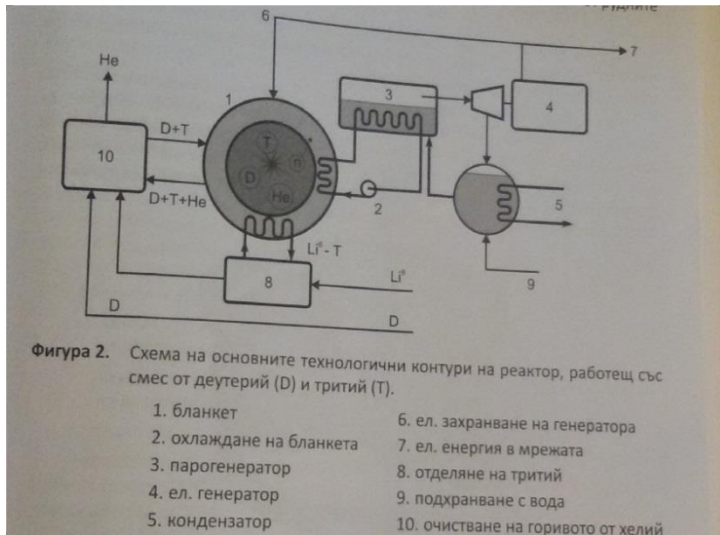 рудните
6
7
He
1
3
4
D+T
T
n
D
He
10
D+T+He
2
5
Li⁶- T
8
Li⁶
9
D
D
Фигура 2. Схема на основните технологични контури на реактор, работещ със
смес от деутерий (D) и тритий (T).
1. бланкет
2. охлаждане на бланкета
3. парогенератор
4. ел. генератор
5. кондензатор
6. ел. захранване на генератора
7. ел. енергия в мрежата
8. отделяне на тритий
9. подхранване с вода
10. очистване на горивото от хелий